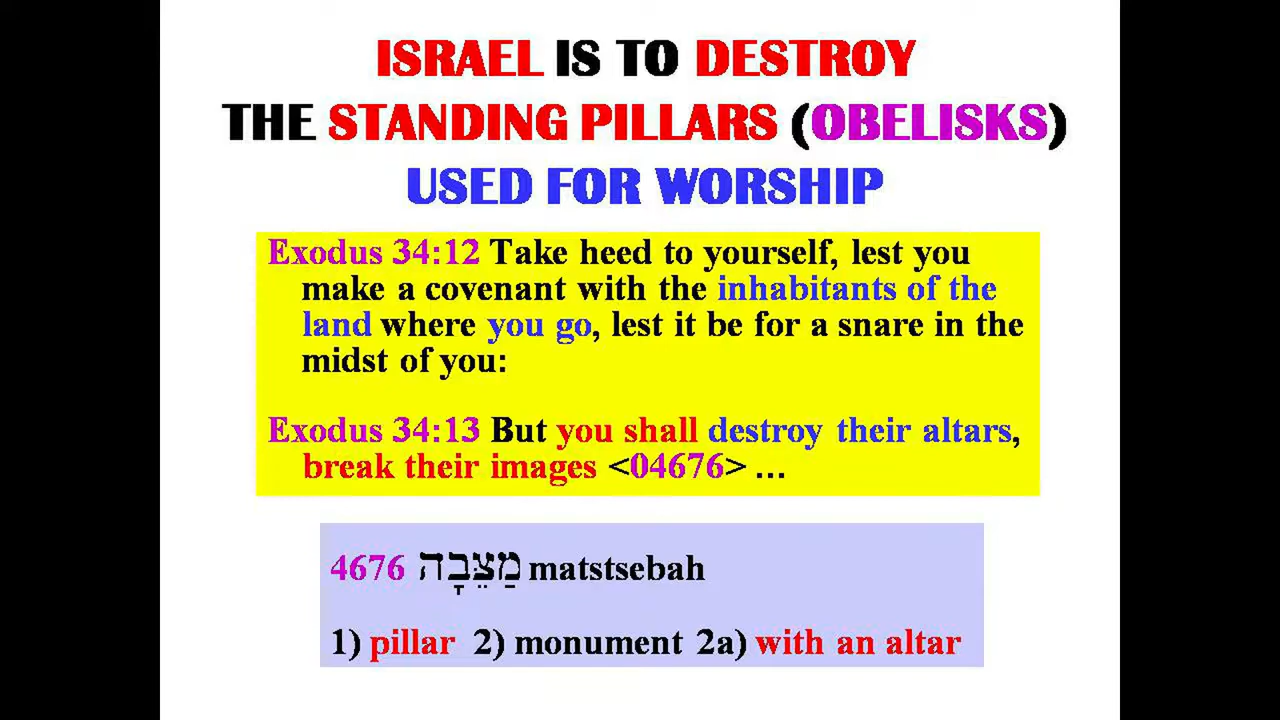 ISRAEL IS TO DESTROY
THE STANDING PILLARS (OBELISKS)
USED FOR WORSHIP
Exodus 34:12 Take heed to yourself, lest you
make a covenant with the inhabitants of the
land where you go, lest it be for a snare in the
midst of you:
Exodus 34:13 But you shall destroy their altars,
break their images <04676> ...
4676 מַצֵּבָה matstsebah
1) pillar 2) monument 2a) with an altar